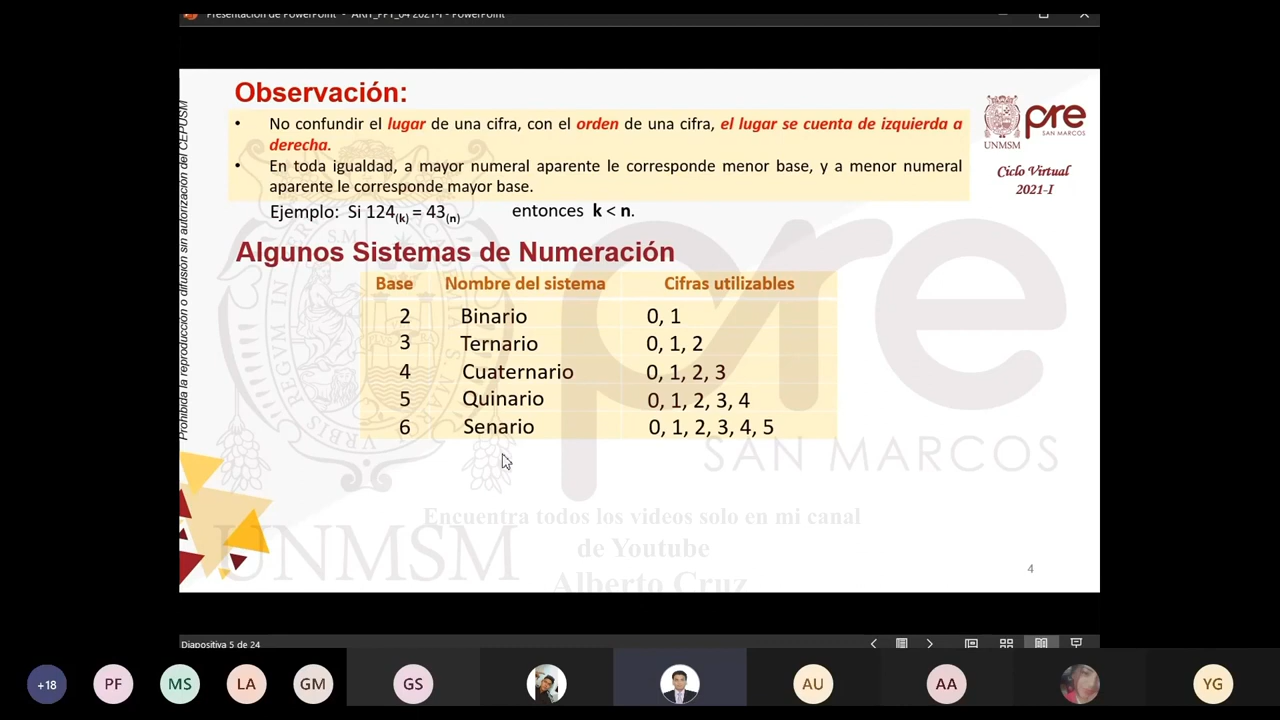 Presentación de PowerPoint - ARIT_PPT_04 2021-I - PowerPoint
Observación:
• No confundir el lugar de una cifra, con el orden de una cifra, el lugar se cuenta de izquierda a
derecha.
• En toda igualdad, a mayor numeral aparente le corresponde menor base, y a menor numeral
aparente le corresponde mayor base.
Ejemplo: Si 124(k) = 43(n) entonces k < n.
pre
SAN MARCOS
UNMSM
Ciclo Virtual
2021-I
Prohibida la reproducción o difusión sin autorización del CEPUSM
Algunos Sistemas de Numeración
Base Nombre del sistema Cifras utilizables
2 Binario 0, 1
3 Ternario 0, 1, 2
4 Cuaternario 0, 1, 2, 3
5 Quinario 0, 1, 2, 3, 4
6 Senario 0, 1, 2, 3, 4, 5
pre
SAN MARCOS
UNMSM
Encuentra todos los videos solo en mi canal
de Youtube
Alberto Cruz
4
Diapositiva 5 de 24
+18 PF MS LA GM GS AU AA YG